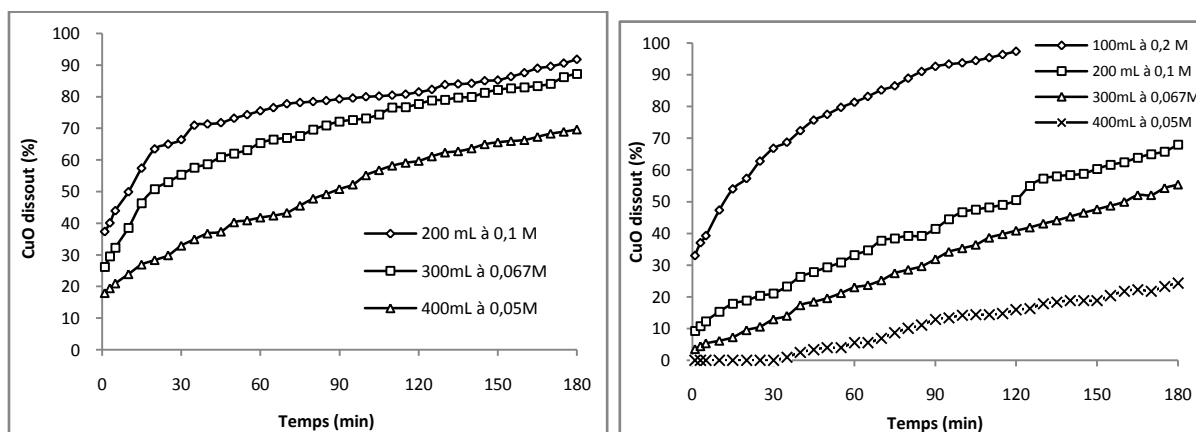 CuO dissout (%)
100
90
80
70
60
50
40
30
20
10
0
200 mL à 0,1 M
300mL à 0,067M
400mL à 0,05M
0 30 60 90 120 150 180
Temps (min)
CuO dissout (%)
100
90
80
70
60
50
40
30
20
10
0
100mL à 0,2 M
200 mL à 0,1 M
300mL à 0,067M
400mL à 0,05M
0 30 60 90 120 150 180
Temps (min)